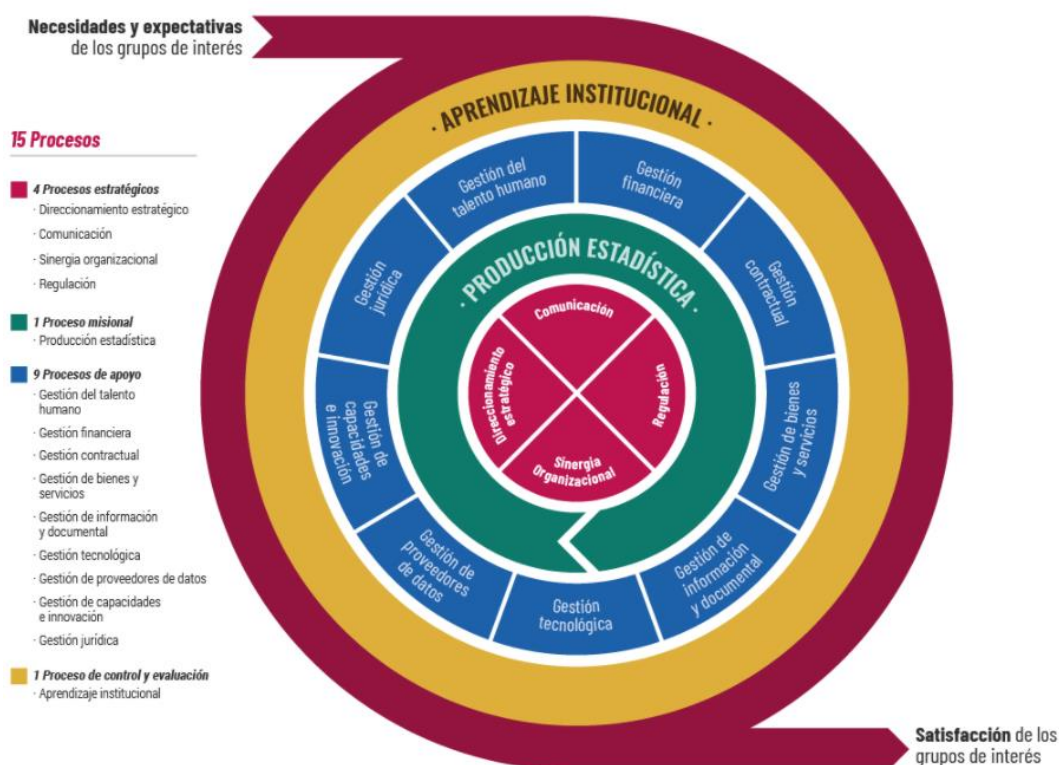 Necesidades y expectativas
de los grupos de interés
15 Procesos
4 Procesos estratégicos
· Direccionamiento estratégico
· Comunicación
· Sinergia organizacional
· Regulación
1 Proceso misional
· Producción estadística
9 Procesos de apoyo
· Gestión del talento
humano
· Gestión financiera
· Gestión contractual
· Gestión de bienes y
servicios
· Gestión de información
y documental
· Gestión tecnológica
· Gestión de proveedores de datos
· Gestión de capacidades
e innovación
· Gestión jurídica
1 Proceso de control y evaluación
· Aprendizaje institucional
· APRENDIZAJE INSTITUCIONAL ·
Gestión del
talento humano
Gestión
financiera
Gestión
contractual
Gestión de bienes
y servicios
Gestión de
información
y documental
Gestión
tecnológica
Gestión de
proveedores
de datos
Gestión de
capacidades
e innovación
Gestión
jurídica
· PRODUCCIÓN ESTADÍSTICA ·
Comunicación
Regulación
Sinergia
Organizacional
Direccionamiento
estratégico
Satisfacción de los
grupos de interés